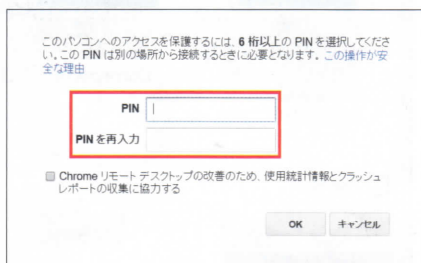 このパソコンへのアクセスを保護するには、6 桁以上の PIN を選択してくださ
い。この PIN は別の場所から接続するときに必要となります。この操作が安
全な理由
PIN
PIN を再入力
Chrome リモート デスクトップの改善のため、使用統計情報とクラッシュ
レポートの収集に協力する
OK キャンセル